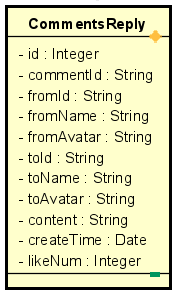 CommentsReply
- id : Integer
- commentId : String
- fromId : String
- fromName : String
- fromAvatar : String
- toId : String
- toName : String
- toAvatar : String
- content : String
- createTime : Date
- likeNum : Integer